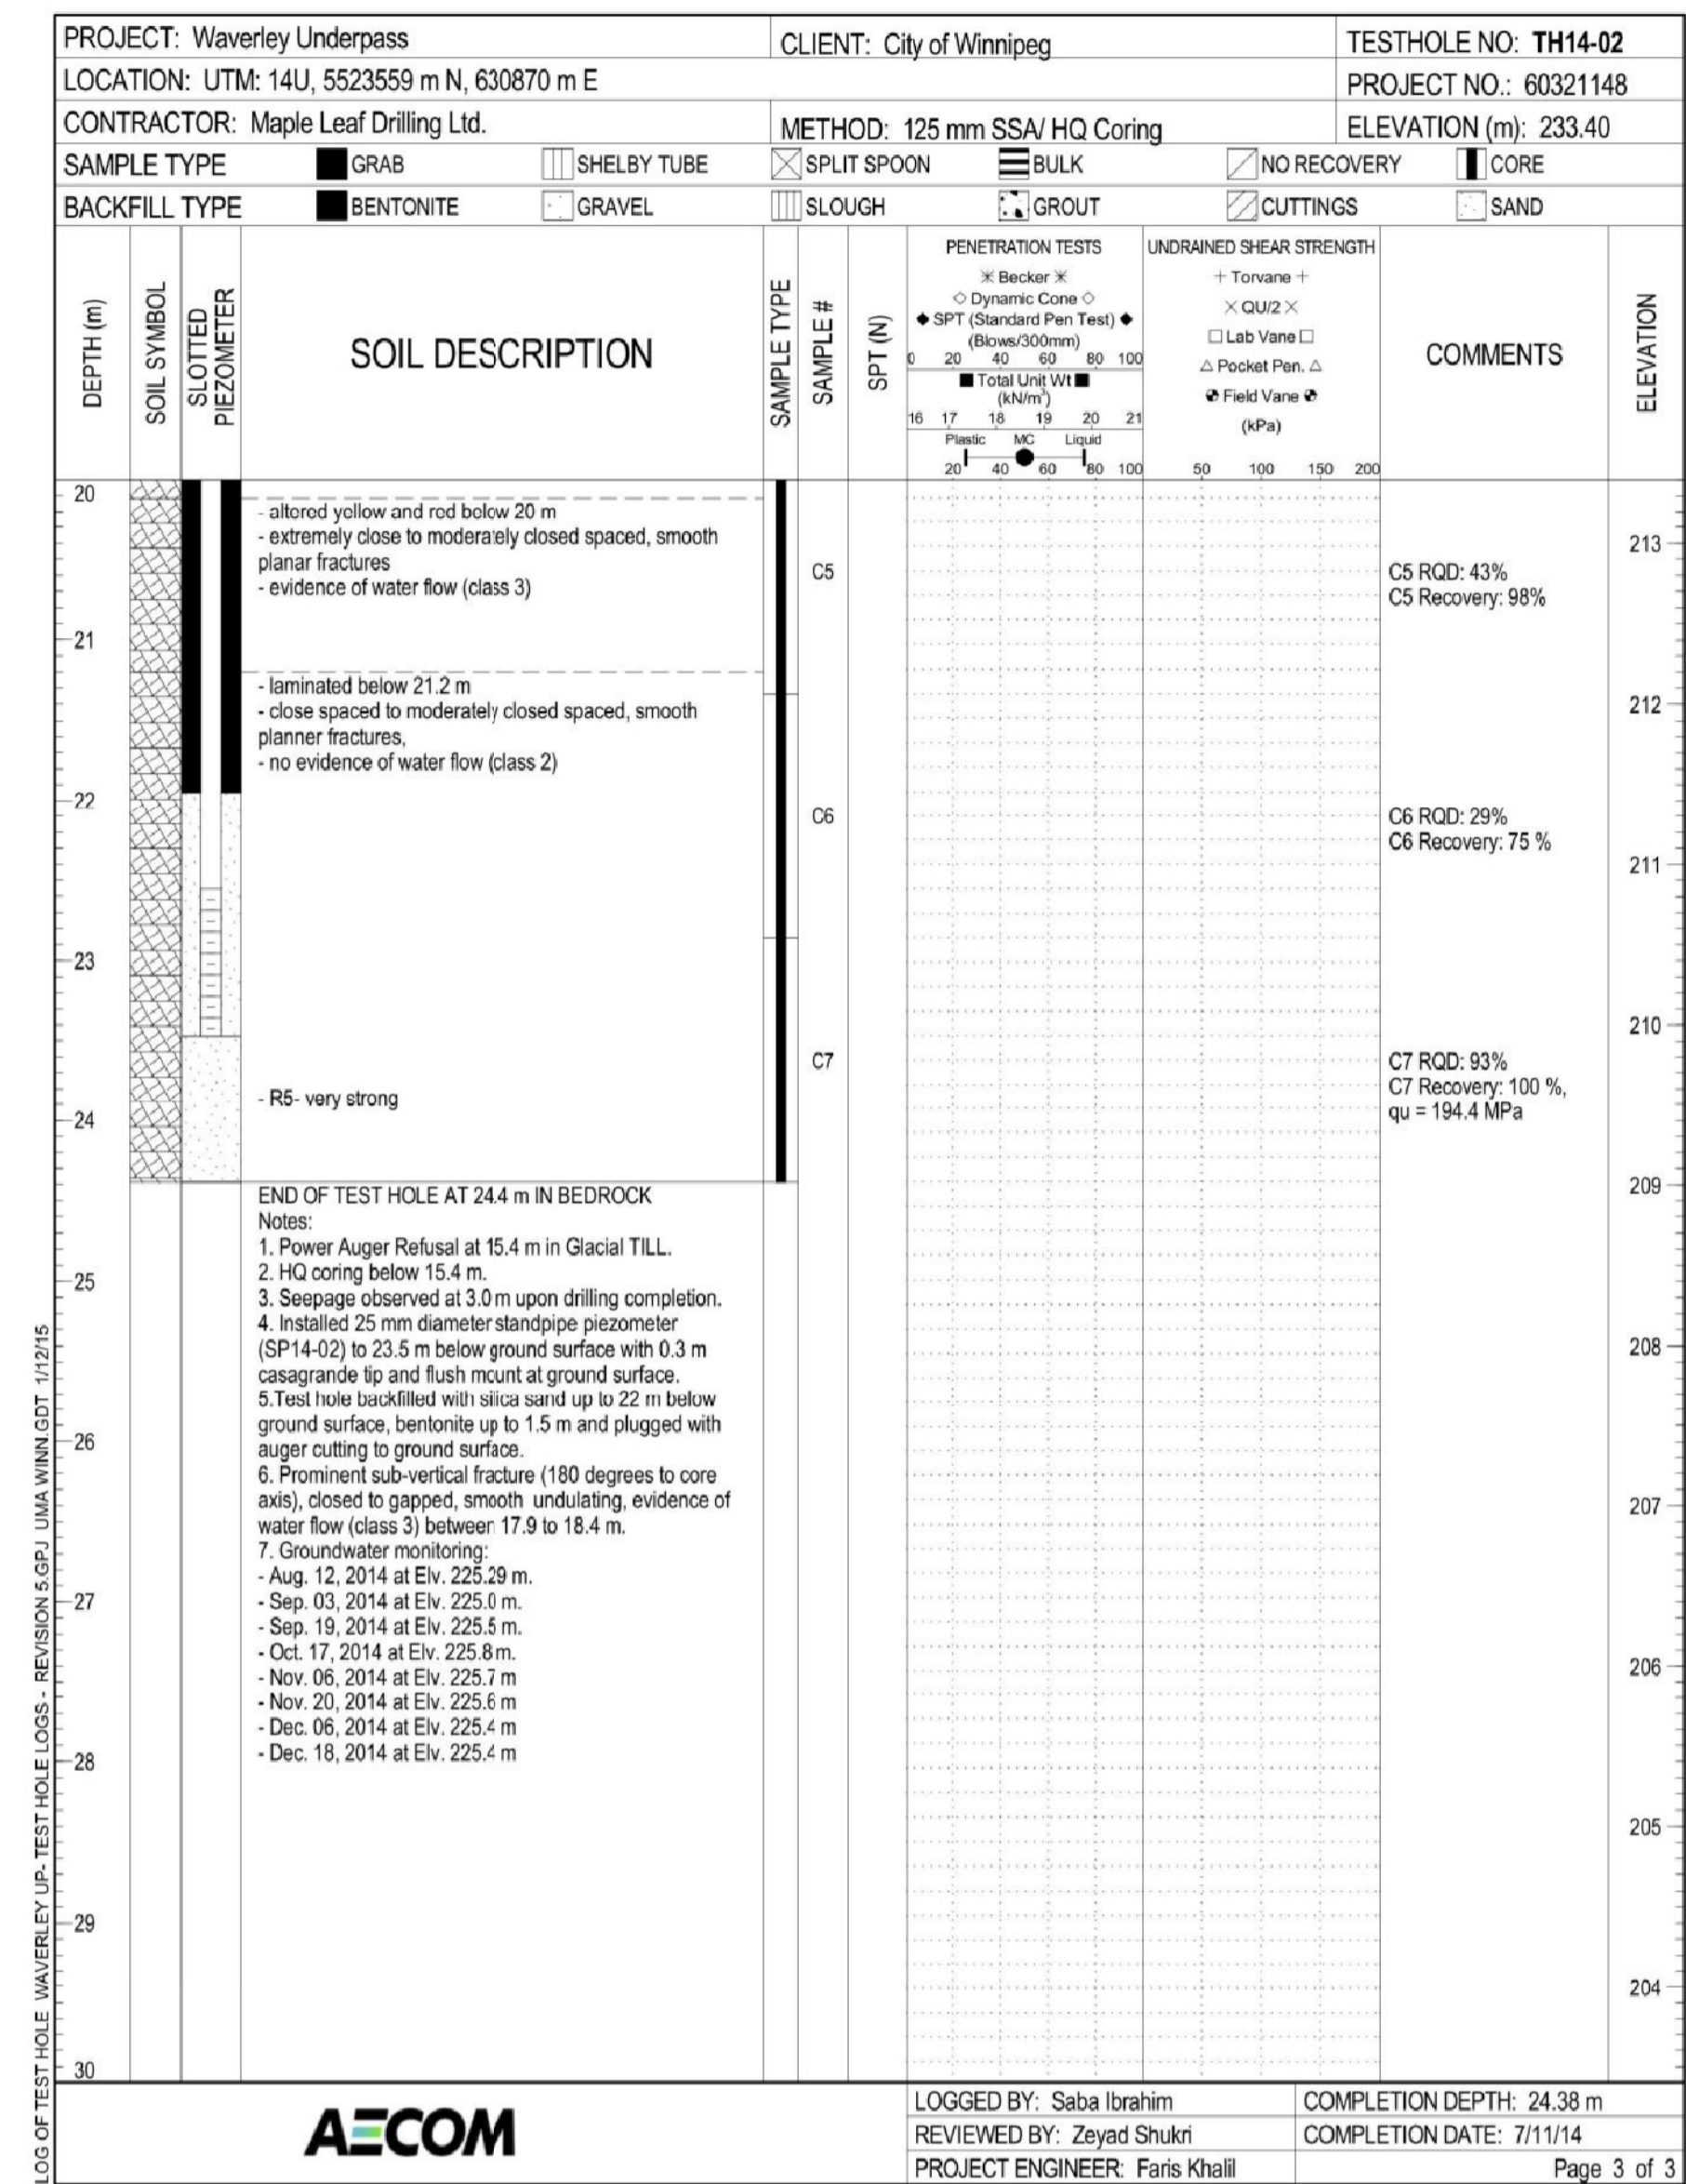 PROJECT: Waverley Underpass
CLIENT: City of Winnipeg
TESTHOLE NO: TH14-02
LOCATION: UTM: 14U, 5523559 m N, 630870 m E
PROJECT NO.: 60321148
CONTRACTOR: Maple Leaf Drilling Ltd.
METHOD: 125 mm SSA/ HQ Coring
ELEVATION (m): 233.40
SAMPLE TYPE GRAB SHELBY TUBE SPLIT SPOON BULK NO RECOVERY CORE
BACKFILL TYPE BENTONITE GRAVEL SLOUGH GROUT CUTTINGS SAND
DEPTH (m)
SOIL SYMBOL
SLOTTED
PIEZOMETER
SOIL DESCRIPTION
SAMPLE TYPE
SAMPLE #
SPT (N)
PENETRATION TESTS
Becker
Dynamic Cone
SPT (Standard Pen Test)
(Blows/300mm)
0 20 40 60 80 100
Total Unit Wt
(kN/m³)
16 17 18 19 20 21
Plastic MC Liquid
20 40 60 80 100
UNDRAINED SHEAR STRENGTH
+ Torvane +
× QU/2 ×
□ Lab Vane □
△ Pocket Pen. △
Field Vane
(kPa)
50 100 150 200
COMMENTS
ELEVATION
20
21
22
23
24
25
26
27
28
29
30
- altered yellow and red below 20 m
- extremely close to moderately closed spaced, smooth
planar fractures
- evidence of water flow (class 3)
- laminated below 21.2 m
- close spaced to moderately closed spaced, smooth
planner fractures,
- no evidence of water flow (class 2)
- R5- very strong
END OF TEST HOLE AT 24.4 m IN BEDROCK
Notes:
1. Power Auger Refusal at 15.4 m in Glacial TILL.
2. HQ coring below 15.4 m.
3. Seepage observed at 3.0 m upon drilling completion.
4. Installed 25 mm diameter standpipe piezometer
(SP14-02) to 23.5 m below ground surface with 0.3 m
casagrande tip and flush mount at ground surface.
5.Test hole backfilled with silica sand up to 22 m below
ground surface, bentonite up to 1.5 m and plugged with
auger cutting to ground surface.
6. Prominent sub-vertical fracture (180 degrees to core
axis), closed to gapped, smooth undulating, evidence of
water flow (class 3) between 17.9 to 18.4 m.
7. Groundwater monitoring:
- Aug. 12, 2014 at Elv. 225.29 m.
- Sep. 03, 2014 at Elv. 225.0 m.
- Sep. 19, 2014 at Elv. 225.5 m.
- Oct. 17, 2014 at Elv. 225.8 m.
- Nov. 06, 2014 at Elv. 225.7 m
- Nov. 20, 2014 at Elv. 225.6 m
- Dec. 06, 2014 at Elv. 225.4 m
- Dec. 18, 2014 at Elv. 225.4 m
C5
C6
C7
C5 RQD: 43%
C5 Recovery: 98%
C6 RQD: 29%
C6 Recovery: 75 %
C7 RQD: 93%
C7 Recovery: 100 %,
qu = 194.4 MPa
213
212
211
210
209
208
207
206
205
204
LOG OF TEST HOLE WAVERLEY UP- TEST HOLE LOGS - REVISION 5.GPJ UMA WINN.GDT 1/12/15
AECOM
LOGGED BY: Saba Ibrahim
COMPLETION DEPTH: 24.38 m
REVIEWED BY: Zeyad Shukri
COMPLETION DATE: 7/11/14
PROJECT ENGINEER: Faris Khalil
Page 3 of 3